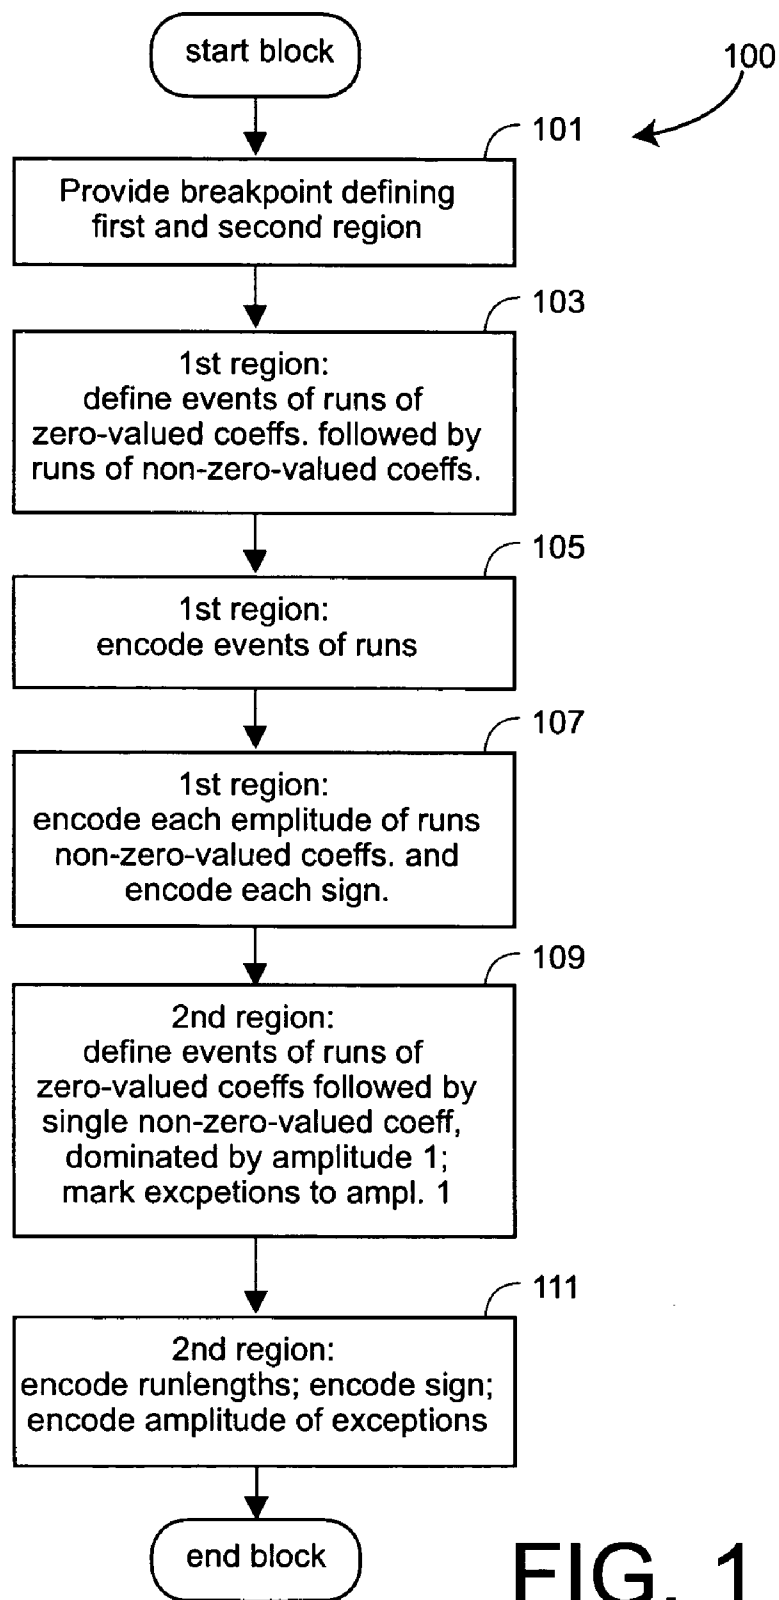 start block
100
101
Provide breakpoint defining
first and second region
103
1st region:
define events of runs of
zero-valued coeffs. followed by
runs of non-zero-valued coeffs.
105
1st region:
encode events of runs
107
1st region:
encode each emplitude of runs
non-zero-valued coeffs. and
encode each sign.
109
2nd region:
define events of runs of
zero-valued coeffs followed by
single non-zero-valued coeff,
dominated by amplitude 1;
mark excpetions to ampl. 1
111
2nd region:
encode runlengths; encode sign;
encode amplitude of exceptions
end block
FIG. 1